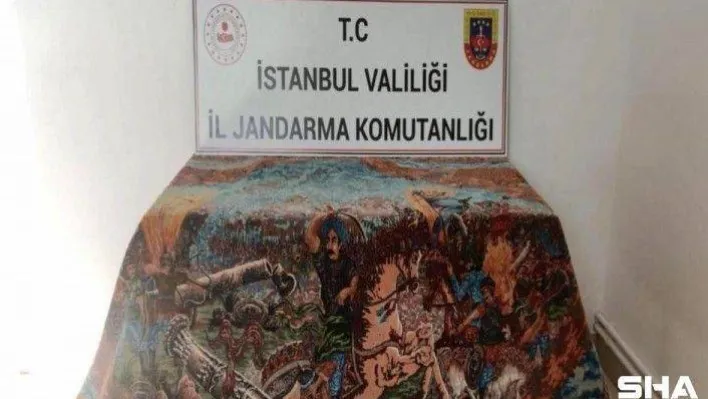 T.C
İSTANBUL VALİLİĞİ
İL JANDARMA KOMUTANLIĞI
SHA